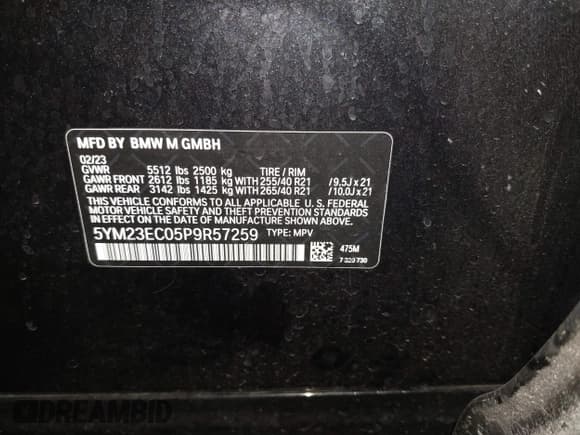 MFD BY BMW M GMBH
02/23
GVWR 5512 lbs 2500 kg TIRE / RIM
GAWR FRONT 2612 lbs 1185 kg WITH 255/40 R21 /9.5J x 21
GAWR REAR 3142 lbs 1425 kg WITH 265/40 R21 /10.0J x 21
THIS VEHICLE CONFORMS TO ALL APPLICABLE U. S. FEDERAL
MOTOR VEHICLE SAFETY AND THEFT PREVENTION STANDARDS
IN EFFECT ON THE DATE OF MANUFACTURE SHOWN ABOVE.
5YM23EC05P9R57259 TYPE: MPV
475M
DREAMBID